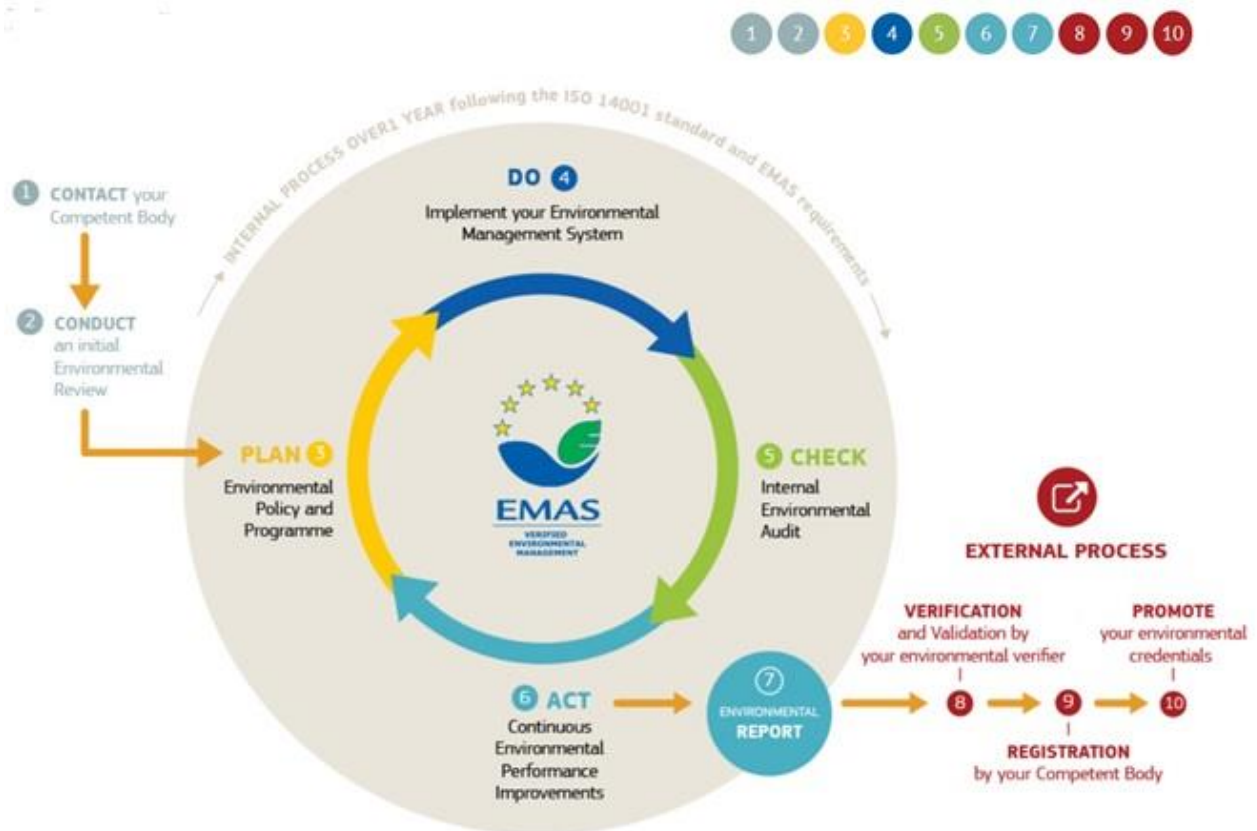 1 2 3 4 5 6 7 8 9 10
INTERNAL PROCESS OVER1 YEAR following the ISO 14001 standard and EMAS requirements
1 CONTACT your
Competent Body
2 CONDUCT
an initial
Environmental
Review
PLAN 3
Environmental
Policy and
Programme
DO 4
Implement your Environmental
Management System
5 CHECK
Internal
Environmental
Audit
EMAS
VERIFIED
ENVIRONMENTAL
MANAGEMENT
6 ACT
Continuous
Environmental
Performance
Improvements
7
ENVIRONMENTAL
REPORT
EXTERNAL PROCESS
VERIFICATION
and Validation by
your environmental verifier
8
9
REGISTRATION
by your Competent Body
PROMOTE
your environmental
credentials
10